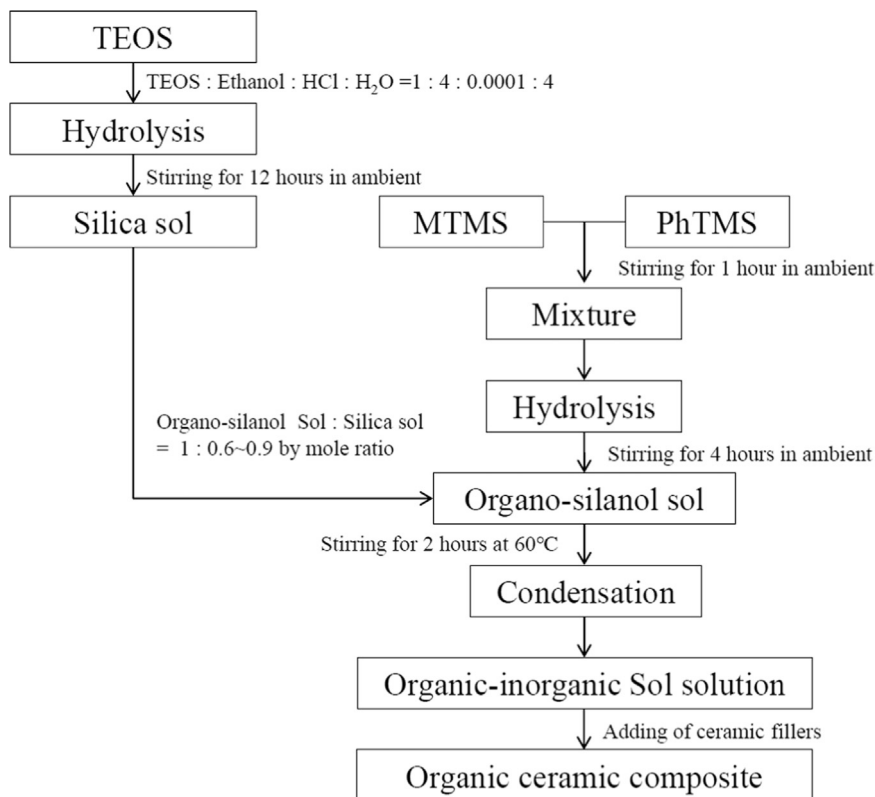 TEOS
TEOS : Ethanol : HCl : H₂O =1 : 4 : 0.0001 : 4
Hydrolysis
Stirring for 12 hours in ambient
Silica sol
MTMS
PhTMS
Stirring for 1 hour in ambient
Mixture
Hydrolysis
Organo-silanol Sol : Silica sol
= 1 : 0.6~0.9 by mole ratio
Stirring for 4 hours in ambient
Organo-silanol sol
Stirring for 2 hours at 60℃
Condensation
Organic-inorganic Sol solution
Adding of ceramic fillers
Organic ceramic composite